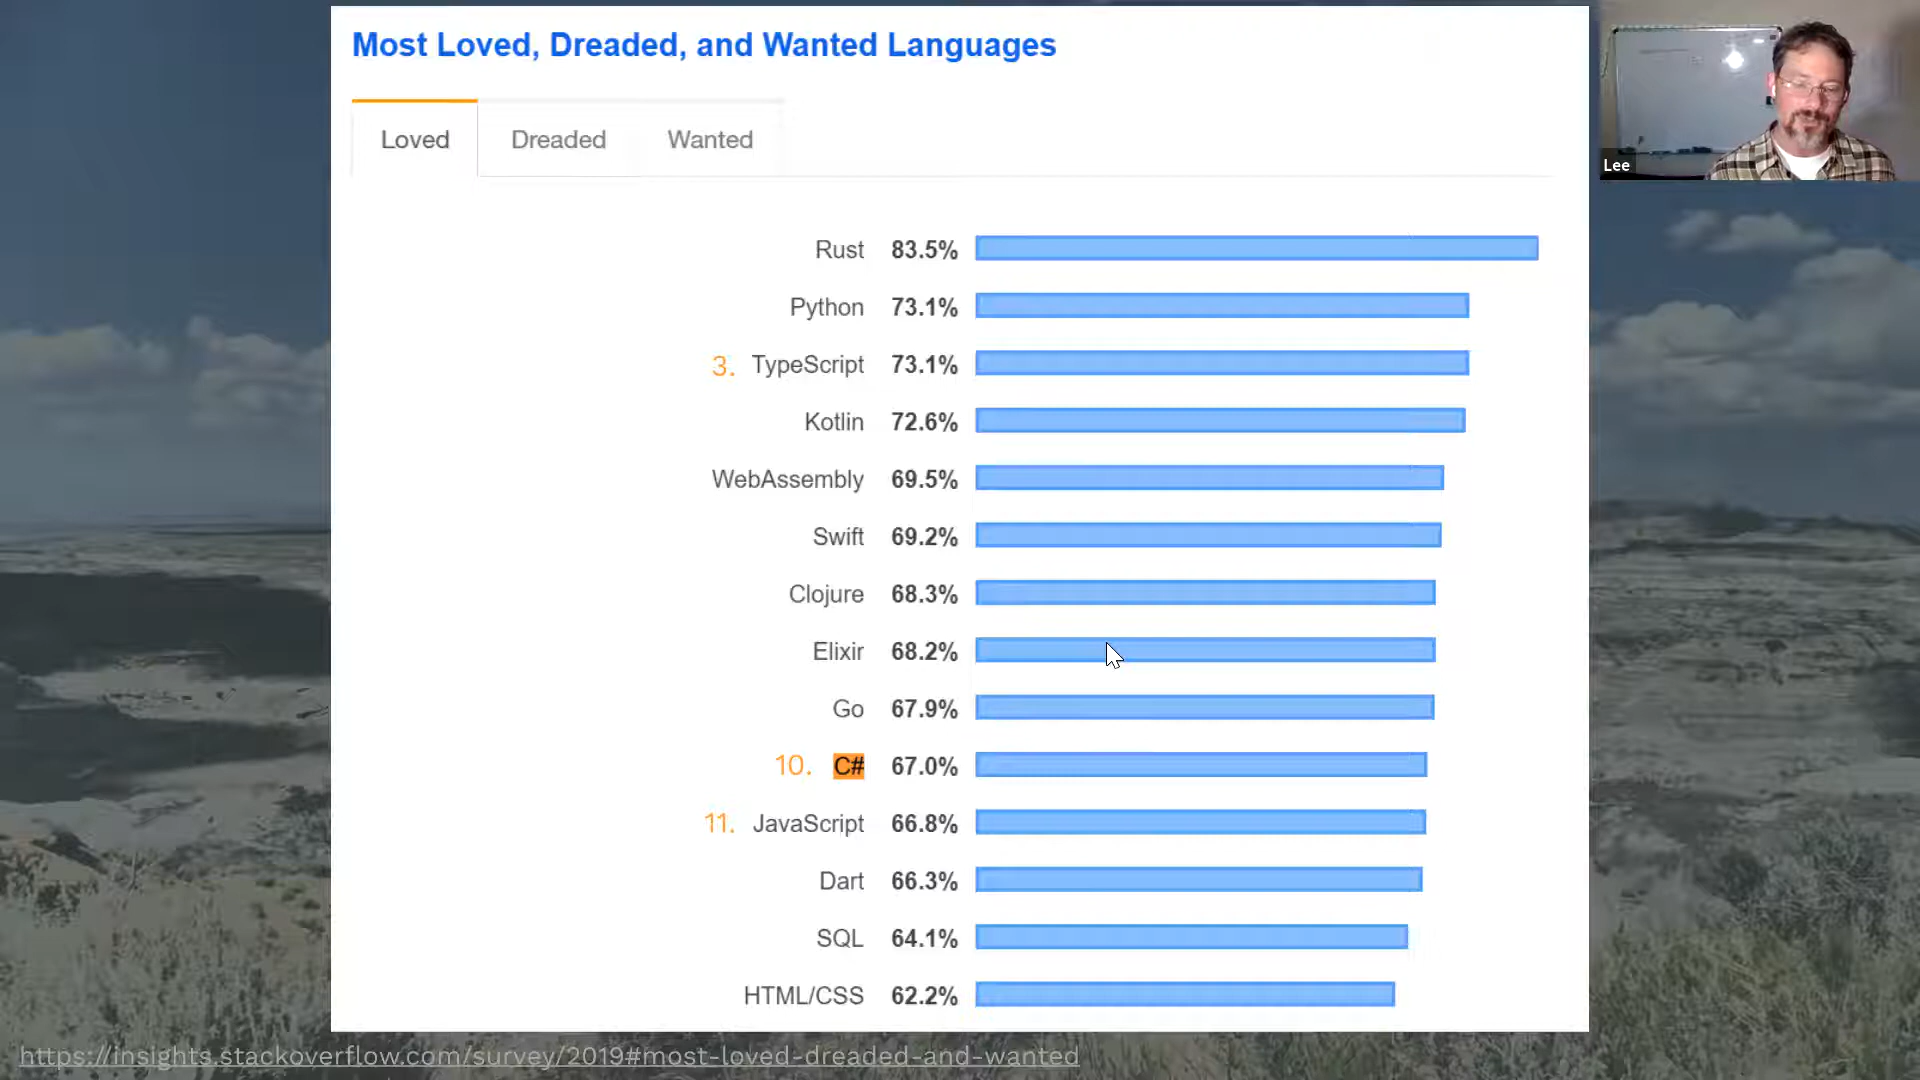 Most Loved, Dreaded, and Wanted Languages
Loved Dreaded Wanted
Lee
Rust 83.5%
Python 73.1%
3. TypeScript 73.1%
Kotlin 72.6%
WebAssembly 69.5%
Swift 69.2%
Clojure 68.3%
Elixir 68.2%
Go 67.9%
10. C# 67.0%
11. JavaScript 66.8%
Dart 66.3%
SQL 64.1%
HTML/CSS 62.2%
https://insights.stackoverflow.com/survey/2019#most-loved-dreaded-and-wanted